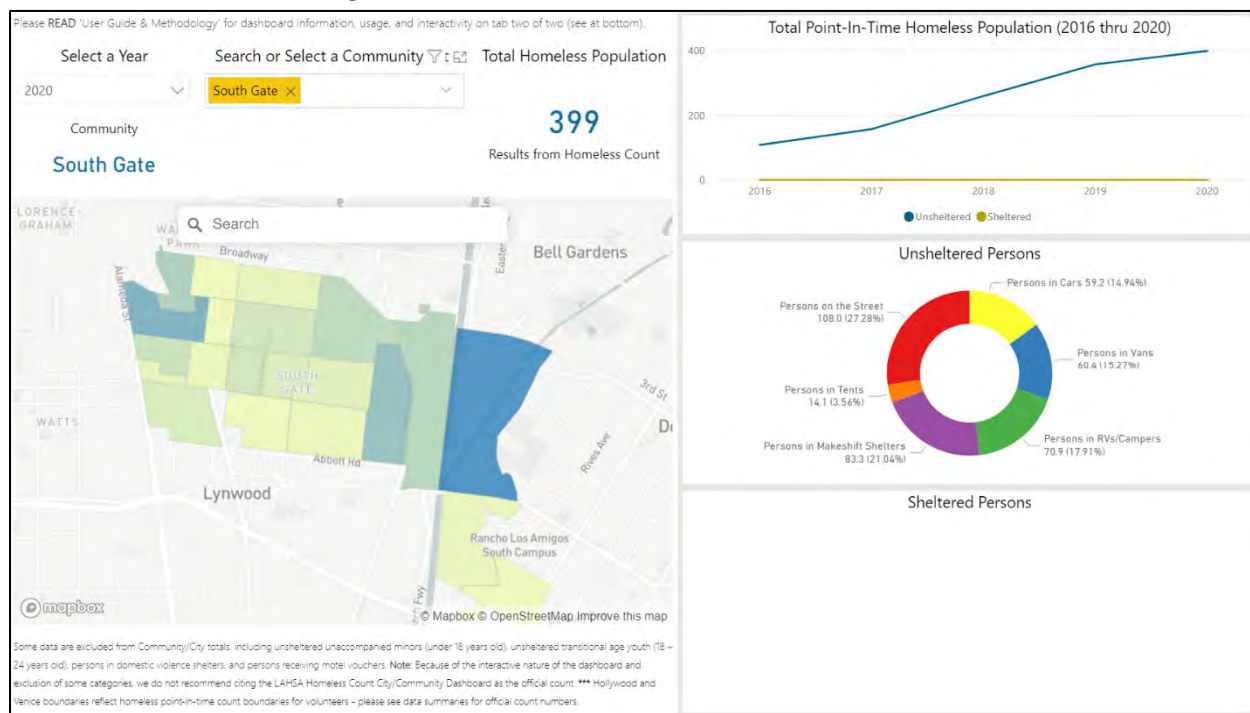 Please READ 'User Guide & Methodology' for dashboard information, usage, and interactivity on tab two of two (see at bottom).
Select a Year
Search or Select a Community
Total Homeless Population
2020
South Gate ×
Community
South Gate
399
Results from Homeless Count
Search
LORENCE-
GRAHAM
WA
PARK
Broadway
Alameda St
Easter
Bell Gardens
SOUTH
GATE
WATTS
3rd St
Rives Ave
Abbott Rd
Lynwood
Rancho Los Amigos
South Campus
Fwy
mapbox
© Mapbox © OpenStreetMap Improve this map
Some data are excluded from Community/City totals, including unsheltered unaccompanied minors (under 18 years old), unsheltered transitional age youth (18 –
24 years old), persons in domestic violence shelters, and persons receiving motel vouchers. Note: Because of the interactive nature of the dashboard and
exclusion of some categories, we do not recommend citing the LAHSA Homeless Count City/Community Dashboard as the official count. *** Hollywood and
Venice boundaries reflect homeless point-in-time count boundaries for volunteers – please see data summaries for official count numbers.
Total Point-In-Time Homeless Population (2016 thru 2020)
400
200
0
2016 2017 2018 2019 2020
Unsheltered Sheltered
Unsheltered Persons
Persons in Cars 59.2 (14.94%)
Persons on the Street
108.0 (27.28%)
Persons in Vans
60.4 (15.27%)
Persons in Tents
14.1 (3.56%)
Persons in Makeshift Shelters
83.3 (21.04%)
Persons in RVs/Campers
70.9 (17.91%)
Sheltered Persons